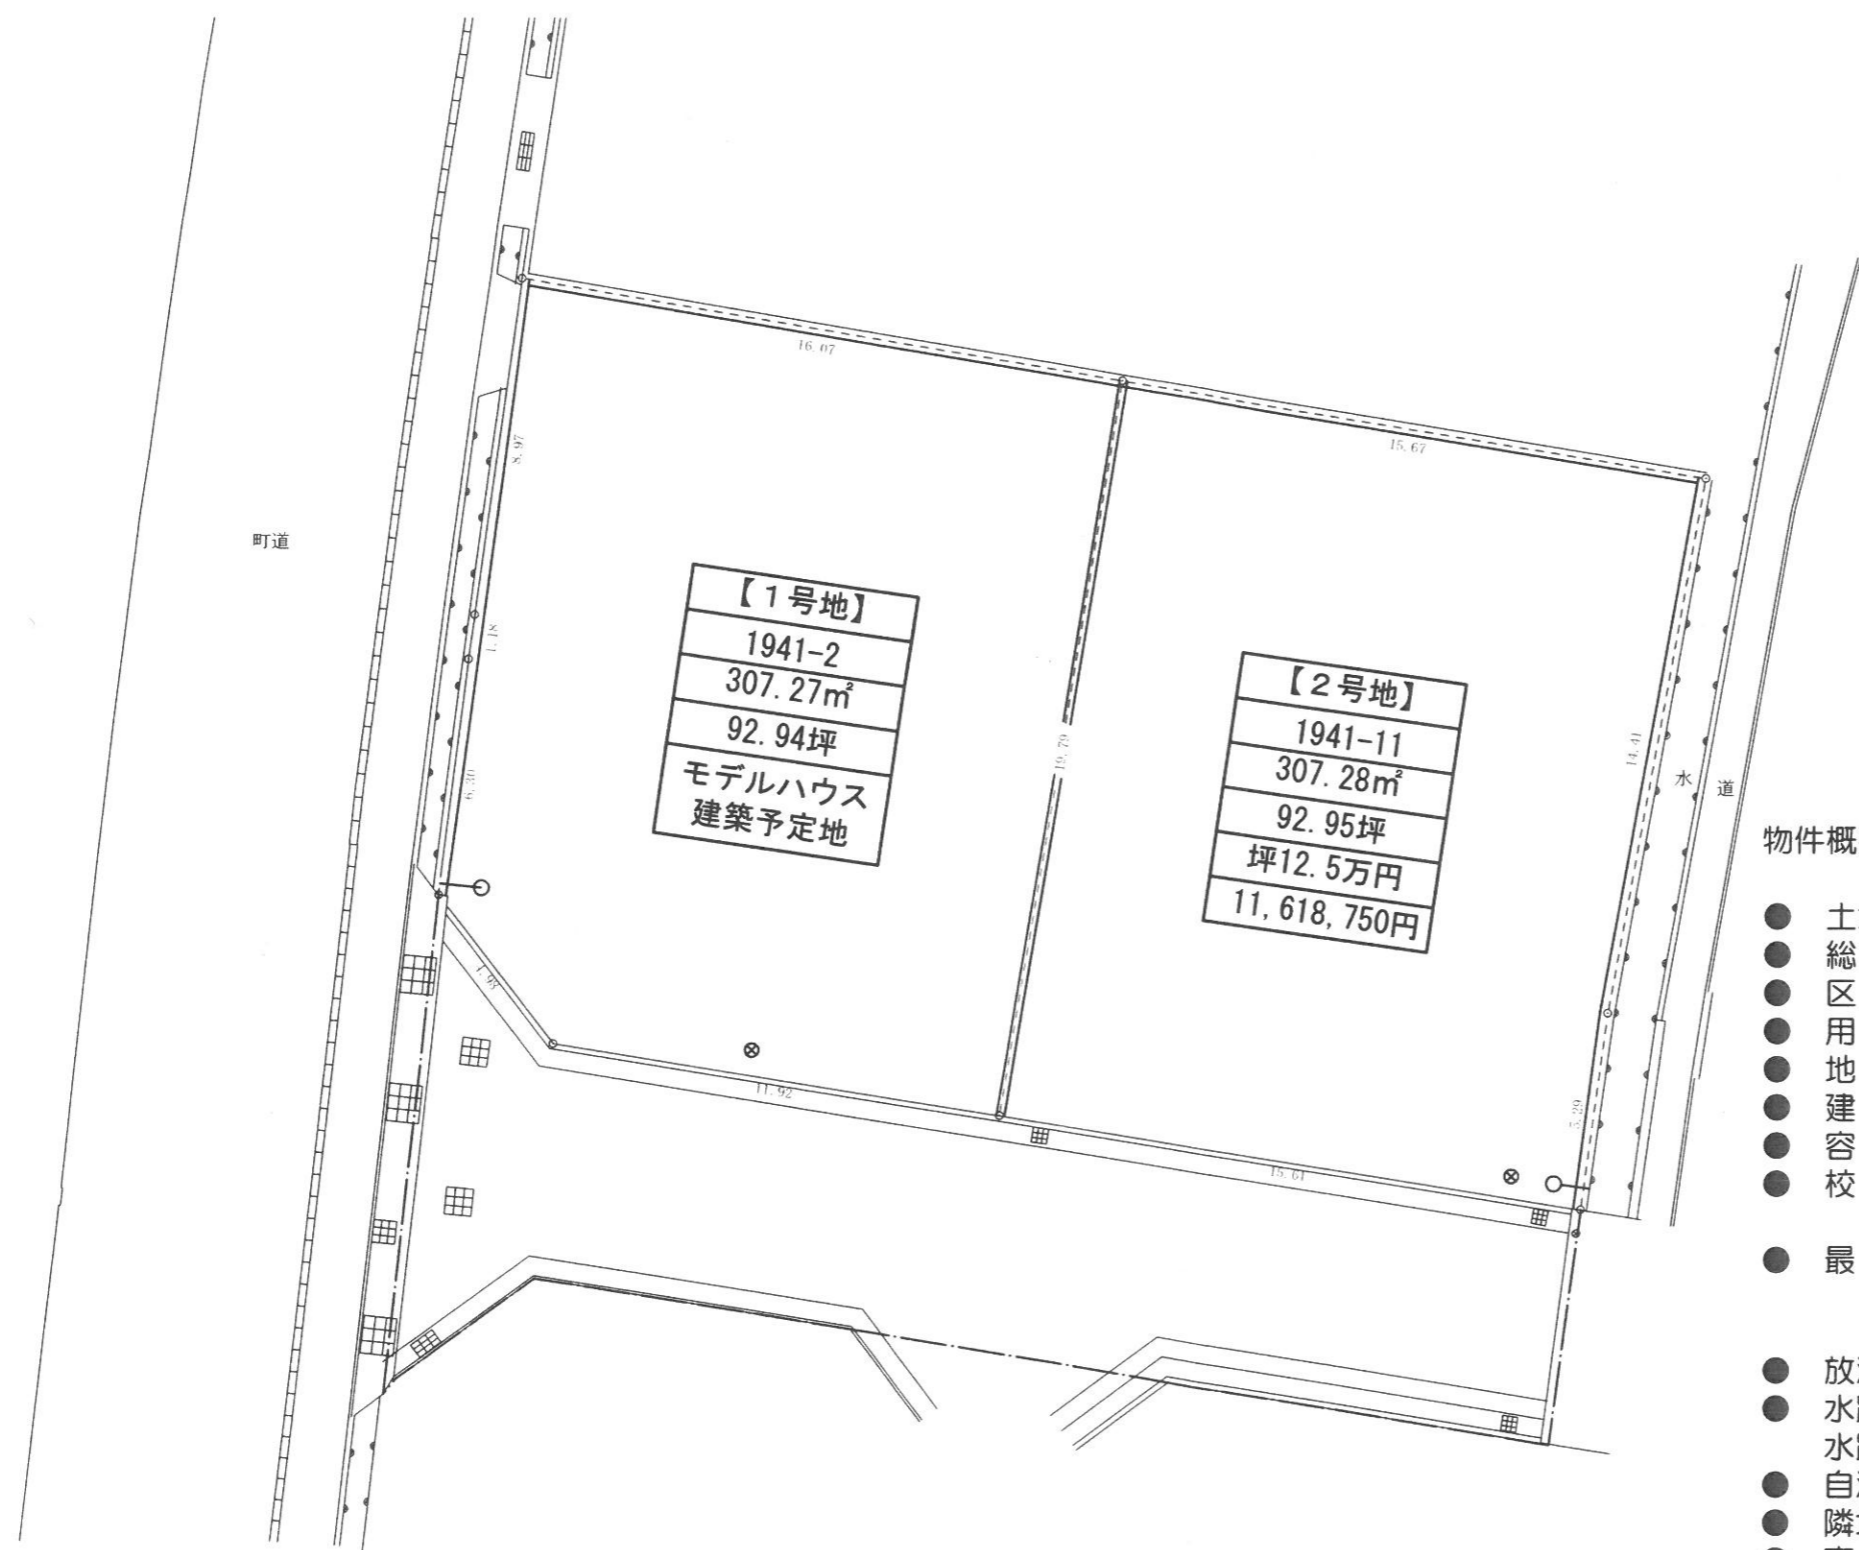 16.07
15.67
8.97
町道
1.18
【1号地】
1941-2
307.27㎡
92.94坪
モデルハウス
建築予定地
6.30
19.79
【2号地】
1941-11
307.28㎡
92.95坪
坪12.5万円
11,618,750円
14.41
水
道
11.92
15.61
物件概
● 土
● 総
● 区
● 用
● 地
● 建
● 容
● 校
● 最
● 放
● 水
水
● 自
● 隣